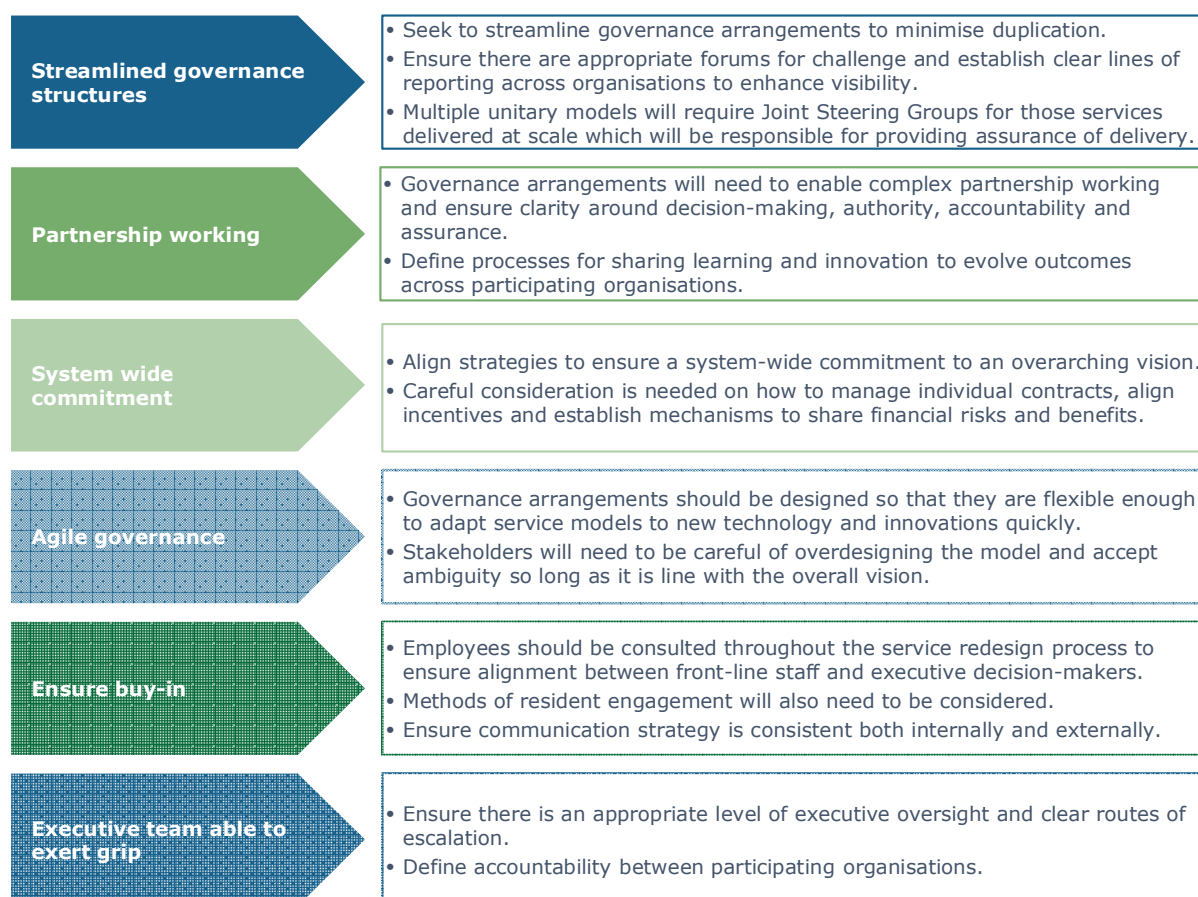 Streamlined governance
structures
• Seek to streamline governance arrangements to minimise duplication.
• Ensure there are appropriate forums for challenge and establish clear lines of
reporting across organisations to enhance visibility.
• Multiple unitary models will require Joint Steering Groups for those services
delivered at scale which will be responsible for providing assurance of delivery.
Partnership working
• Governance arrangements will need to enable complex partnership working
and ensure clarity around decision-making, authority, accountability and
assurance.
• Define processes for sharing learning and innovation to evolve outcomes
across participating organisations.
System wide
commitment
• Align strategies to ensure a system-wide commitment to an overarching vision.
• Careful consideration is needed on how to manage individual contracts, align
incentives and establish mechanisms to share financial risks and benefits.
Agile governance
• Governance arrangements should be designed so that they are flexible enough
to adapt service models to new technology and innovations quickly.
• Stakeholders will need to be careful of overdesigning the model and accept
ambiguity so long as it is line with the overall vision.
Ensure buy-in
• Employees should be consulted throughout the service redesign process to
ensure alignment between front-line staff and executive decision-makers.
• Methods of resident engagement will also need to be considered.
• Ensure communication strategy is consistent both internally and externally.
Executive team able to
exert grip
• Ensure there is an appropriate level of executive oversight and clear routes of
escalation.
• Define accountability between participating organisations.